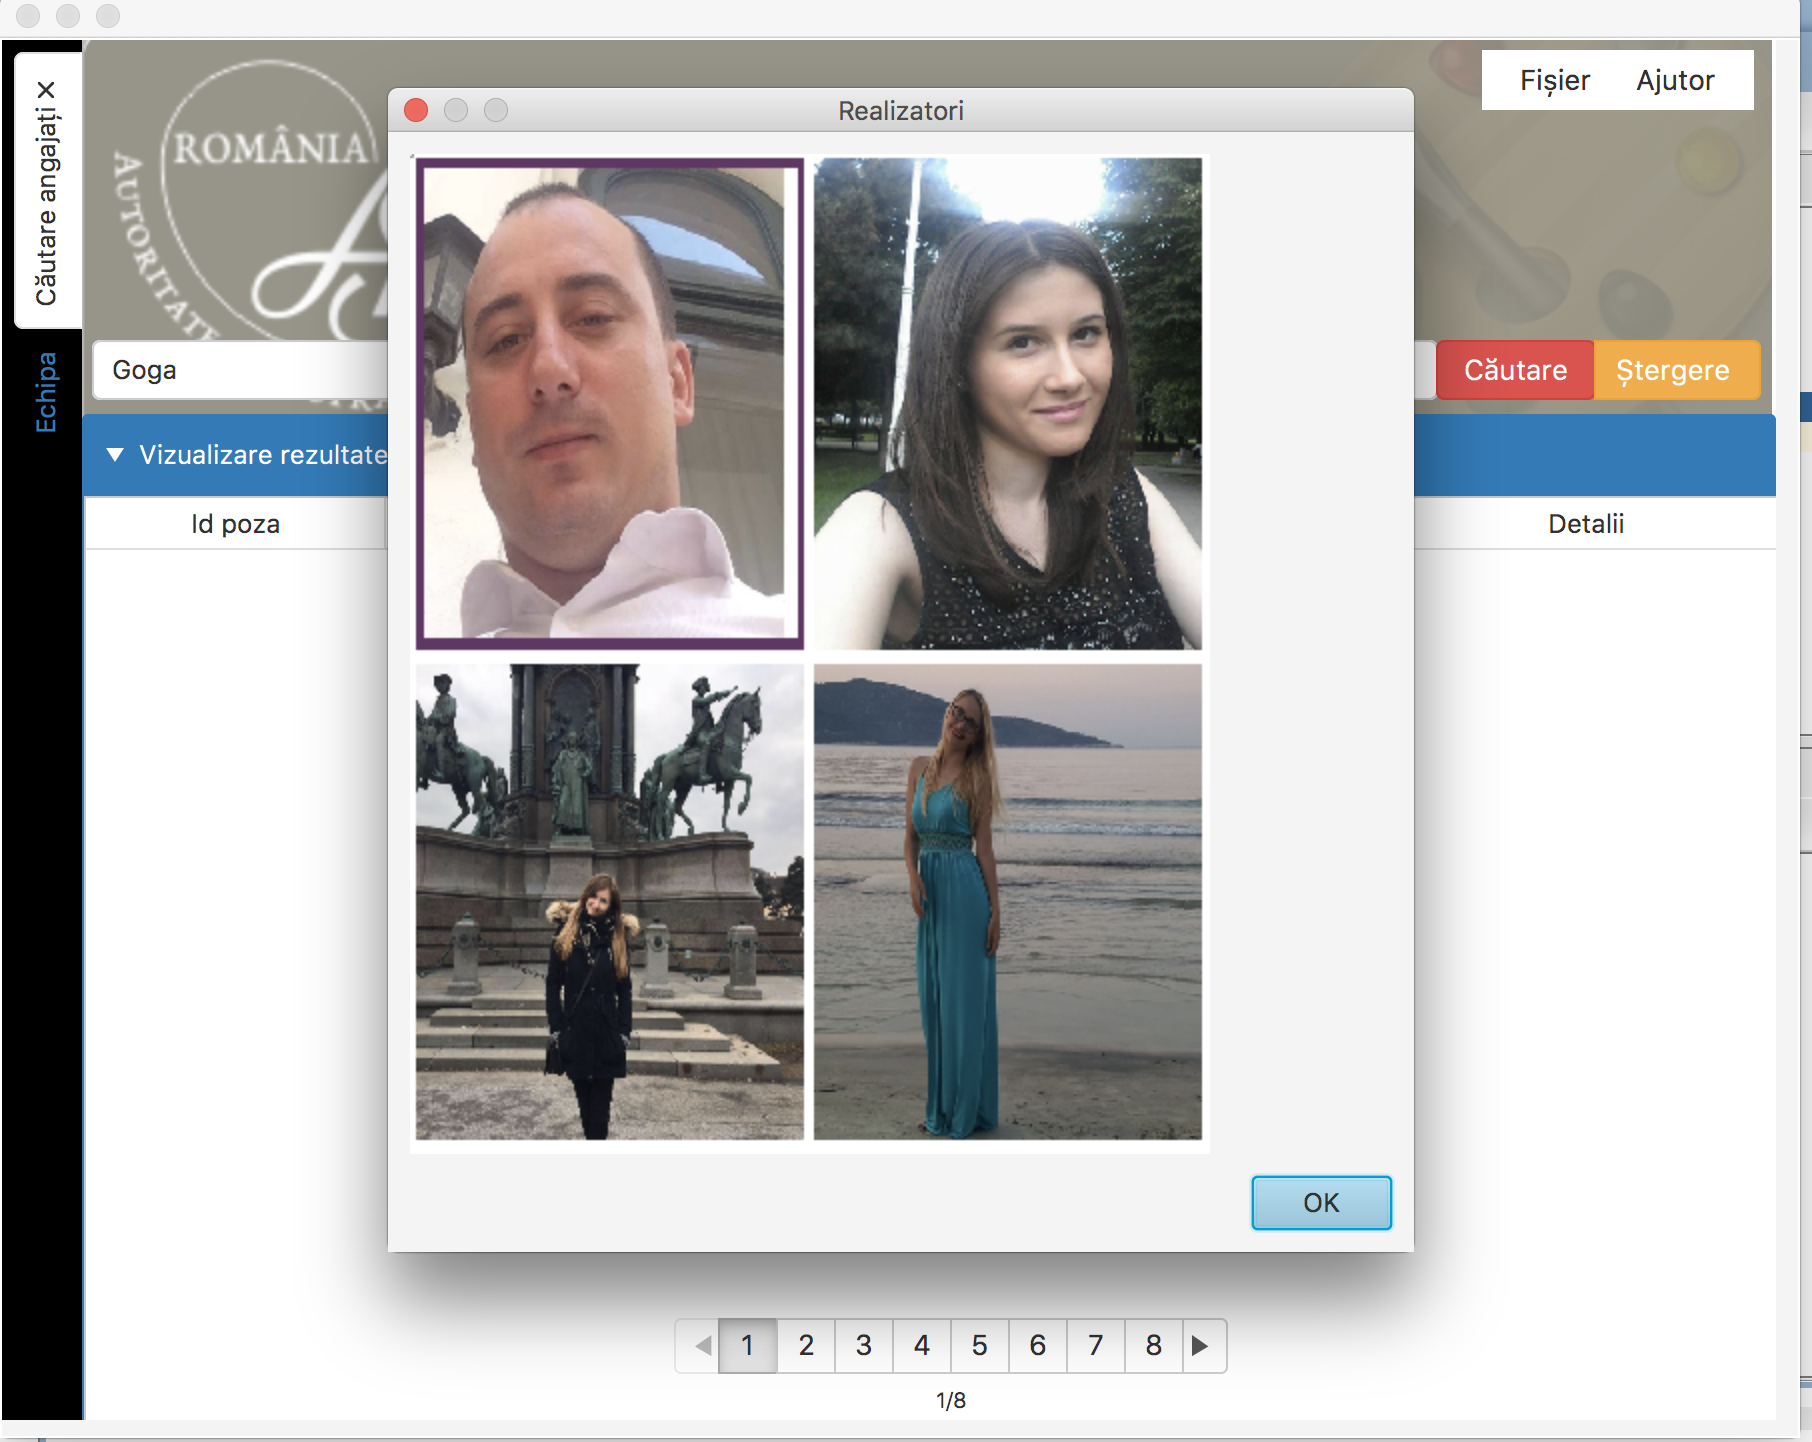 Căutare angajați
Echipa
ROMÂNIA
AUTORITATE
Fișier Ajutor
Realizatori
Goga
Căutare Ștergere
Vizualizare rezultate
Id poza
Detalii
OK
1 2 3 4 5 6 7 8
1/8